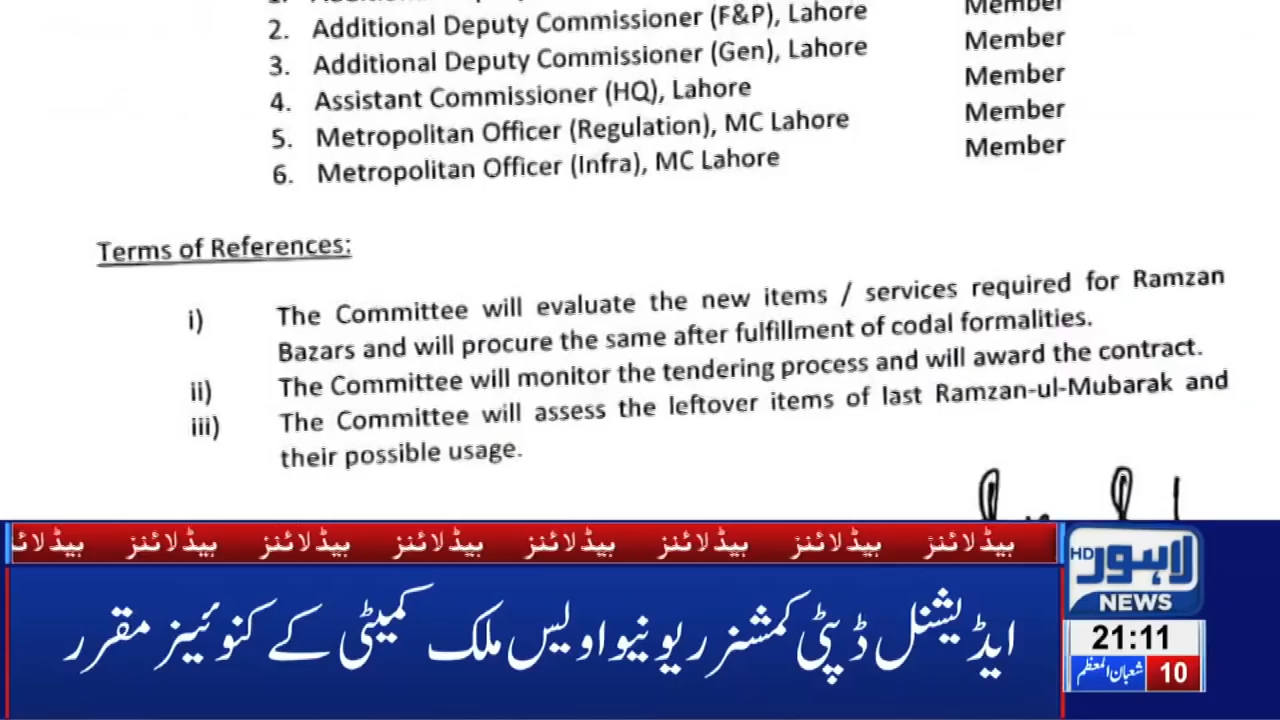 2. Additional Deputy Commissioner (F&P), Lahore Member
3. Additional Deputy Commissioner (Gen), Lahore Member
4. Assistant Commissioner (HQ), Lahore Member
5. Metropolitan Officer (Regulation), MC Lahore Member
6. Metropolitan Officer (Infra), MC Lahore Member
Terms of References:
i) The Committee will evaluate the new items / services required for Ramzan
Bazars and will procure the same after fulfillment of codal formalities.
ii) The Committee will monitor the tendering process and will award the contract.
iii) The Committee will assess the leftover items of last Ramzan-ul-Mubarak and
their possible usage.
ہیڈلائنز ہیڈلائنز ہیڈلائنز ہیڈلائنز ہیڈلائنز ہیڈلائنز ہیڈلائنز ہیڈلائنز
ایڈیشنل ڈپٹی کمشنر ریونیو اویس ملک کمیٹی کے کنوئیز مقرر
لاہور HD
NEWS
21:11
10 شعبان المعظم